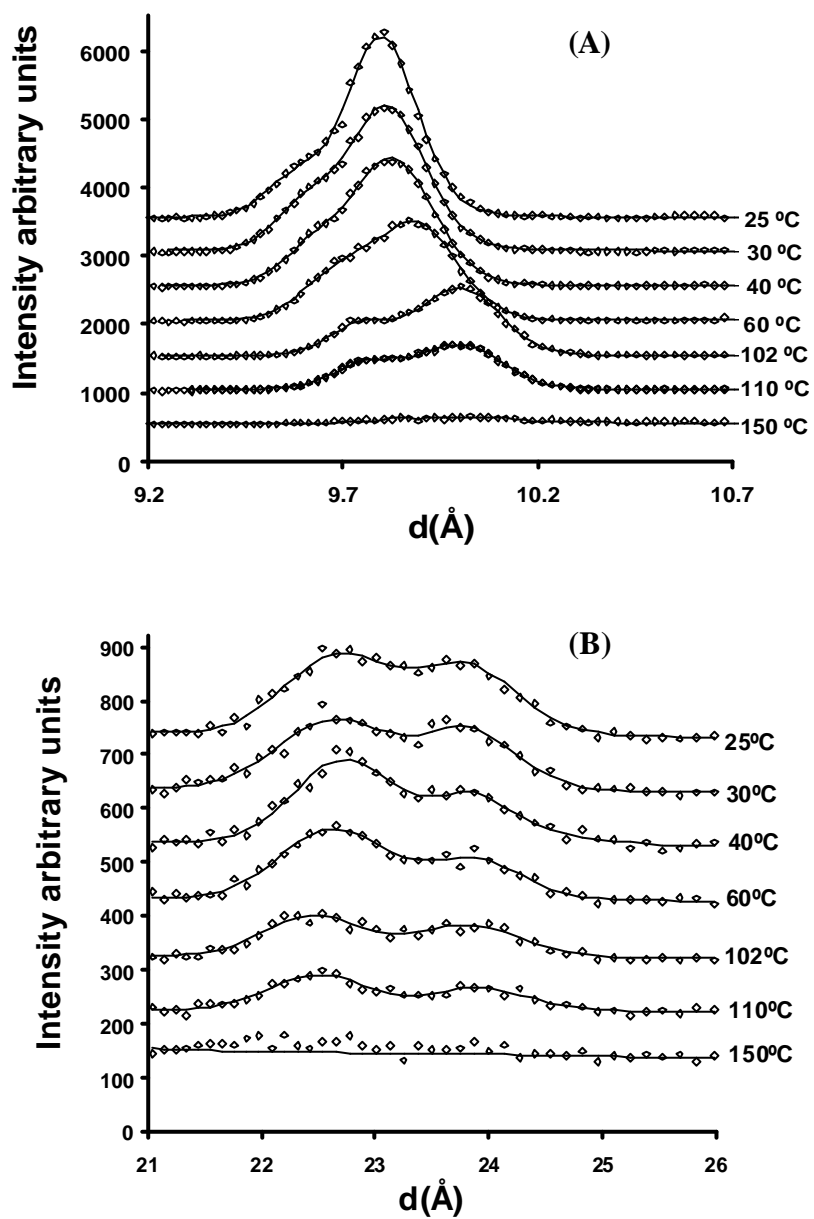 (A)
Intensity arbitrary units
6000
5000
4000
3000
2000
1000
0
25 ºC
30 ºC
40 ºC
60 ºC
102 ºC
110 ºC
150 ºC
9.2 9.7 10.2 10.7
d(Å)
(B)
Intensity arbitrary units
900
800
700
600
500
400
300
200
100
0
25ºC
30ºC
40ºC
60ºC
102ºC
110ºC
150ºC
21 22 23 24 25 26
d(Å)